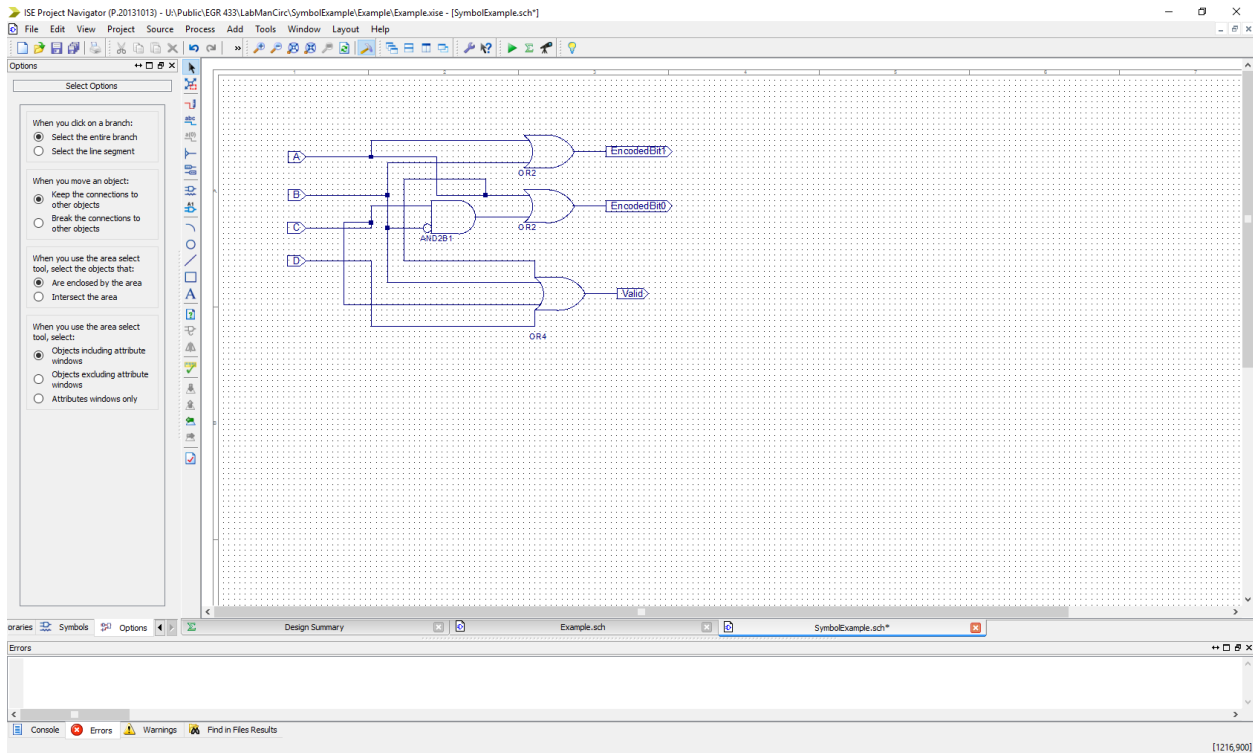 ISE Project Navigator (P.20131013) - U:\Public\EGR 433\LabManCirc\SymbolExample\Example\Example.xise - [SymbolExample.sch*]
File Edit View Project Source Process Add Tools Window Layout Help
Options
Select Options
When you click on a branch:
Select the entire branch
Select the line segment
When you move an object:
Keep the connections to
other objects
Break the connections to
other objects
When you use the area select
tool, select the objects that:
Are enclosed by the area
Intersect the area
When you use the area select
tool, select:
Objects including attribute
windows
Objects excluding attribute
windows
Attributes windows only
A
B
C
D
OR2
EncodedBit1
AND2B1
OR2
EncodedBit0
OR4
Valid
oraries Symbols Options
Design Summary
Example.sch
SymbolExample.sch*
Errors
Console Errors Warnings Find in Files Results
[1216,900]